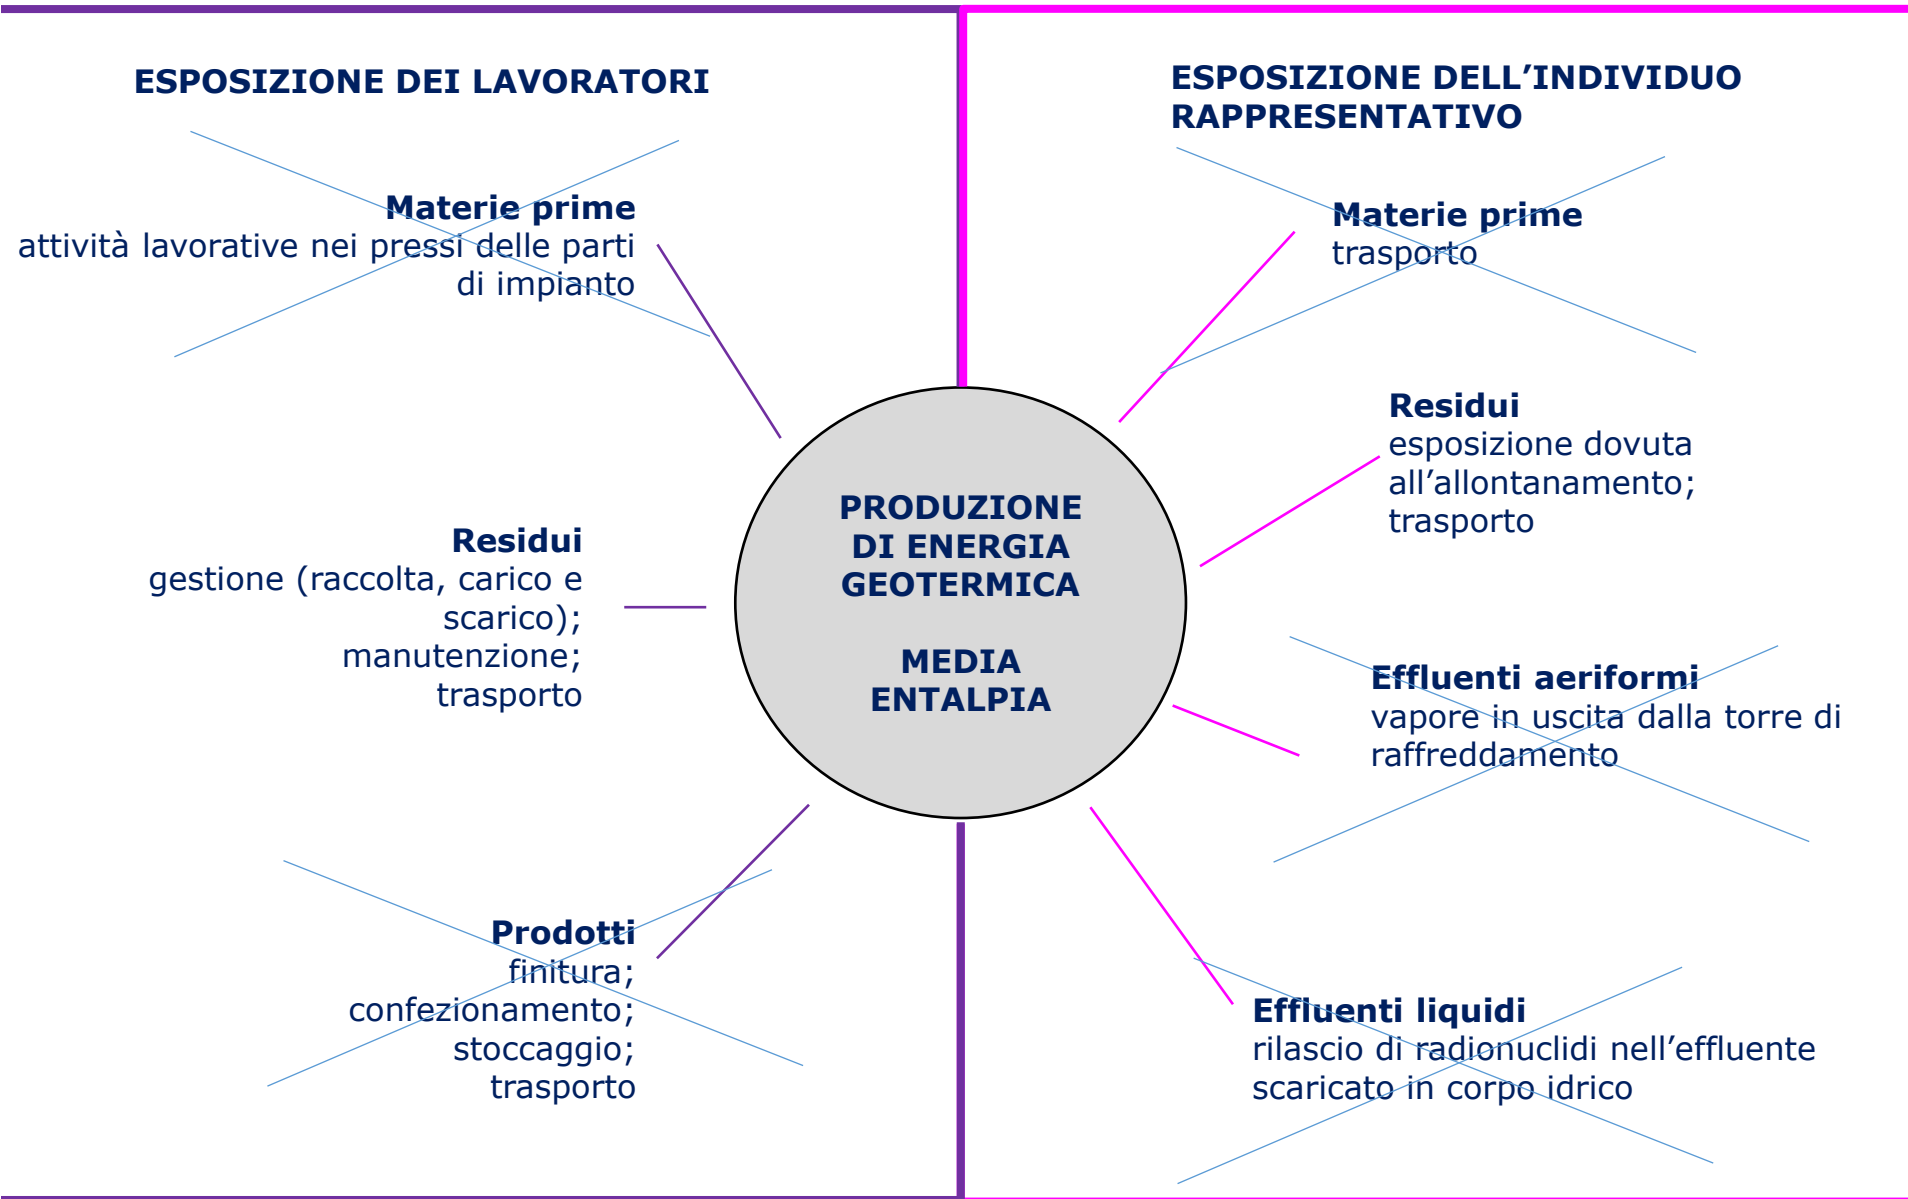 ESPOSIZIONE DEI LAVORATORI
Materie prime
attività lavorative nei pressi delle parti
di impianto
Residui
gestione (raccolta, carico e
scarico);
manutenzione;
trasporto
Prodotti
finitura;
confezionamento;
stoccaggio;
trasporto
PRODUZIONE
DI ENERGIA
GEOTERMICA
MEDIA
ENTALPIA
ESPOSIZIONE DELL’INDIVIDUO
RAPPRESENTATIVO
Materie prime
trasporto
Residui
esposizione dovuta
all’allontanamento;
trasporto
Effluenti aeriformi
vapore in uscita dalla torre di
raffreddamento
Effluenti liquidi
rilascio di radionuclidi nell’effluente
scaricato in corpo idrico